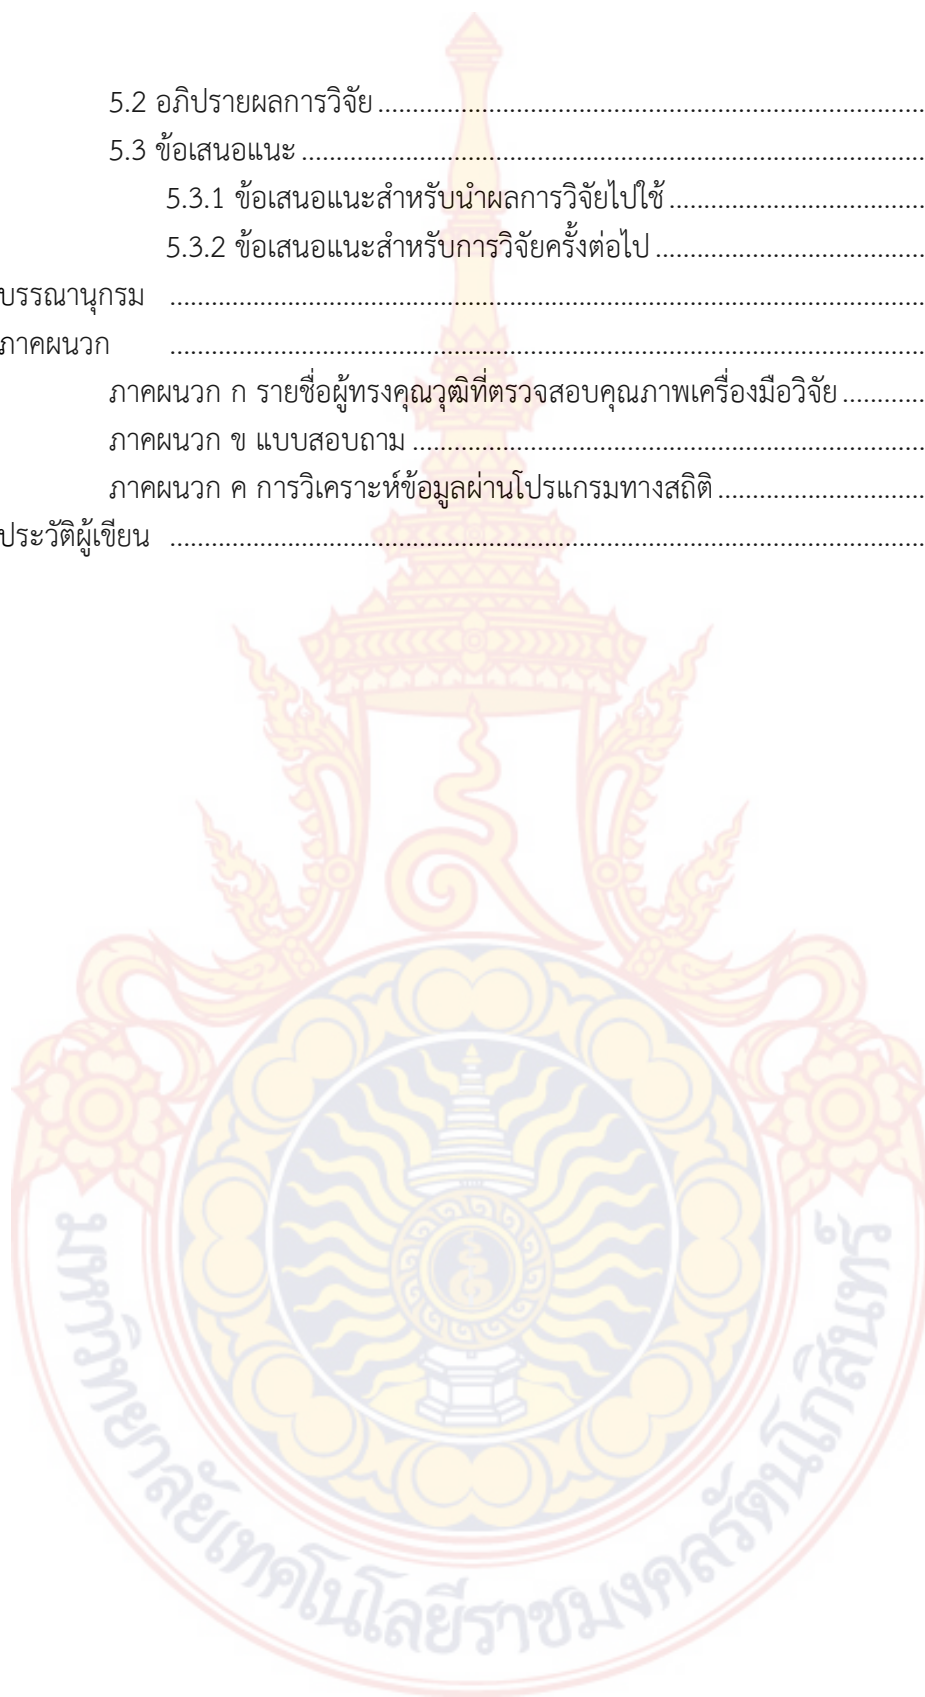 5.2 อภิปรายผลการวิจัย ........................................................................
5.3 ข้อเสนอแนะ ........................................................................
5.3.1 ข้อเสนอแนะสำหรับนำผลการวิจัยไปใช้ .....................................
5.3.2 ข้อเสนอแนะสำหรับการวิจัยครั้งต่อไป .......................................
บรรณานุกรม ........................................................................
ภาคผนวก ........................................................................
ภาคผนวก ก รายชื่อผู้ทรงคุณวุฒิที่ตรวจสอบคุณภาพเครื่องมือวิจัย ............
ภาคผนวก ข แบบสอบถาม ........................................................................
ภาคผนวก ค การวิเคราะห์ข้อมูลผ่านโปรแกรมทางสถิติ ..............................
ประวัติผู้เขียน ........................................................................
มหาวิทยาลัยเทคโนโลยีราชมงคลรัตนโกสินทร์